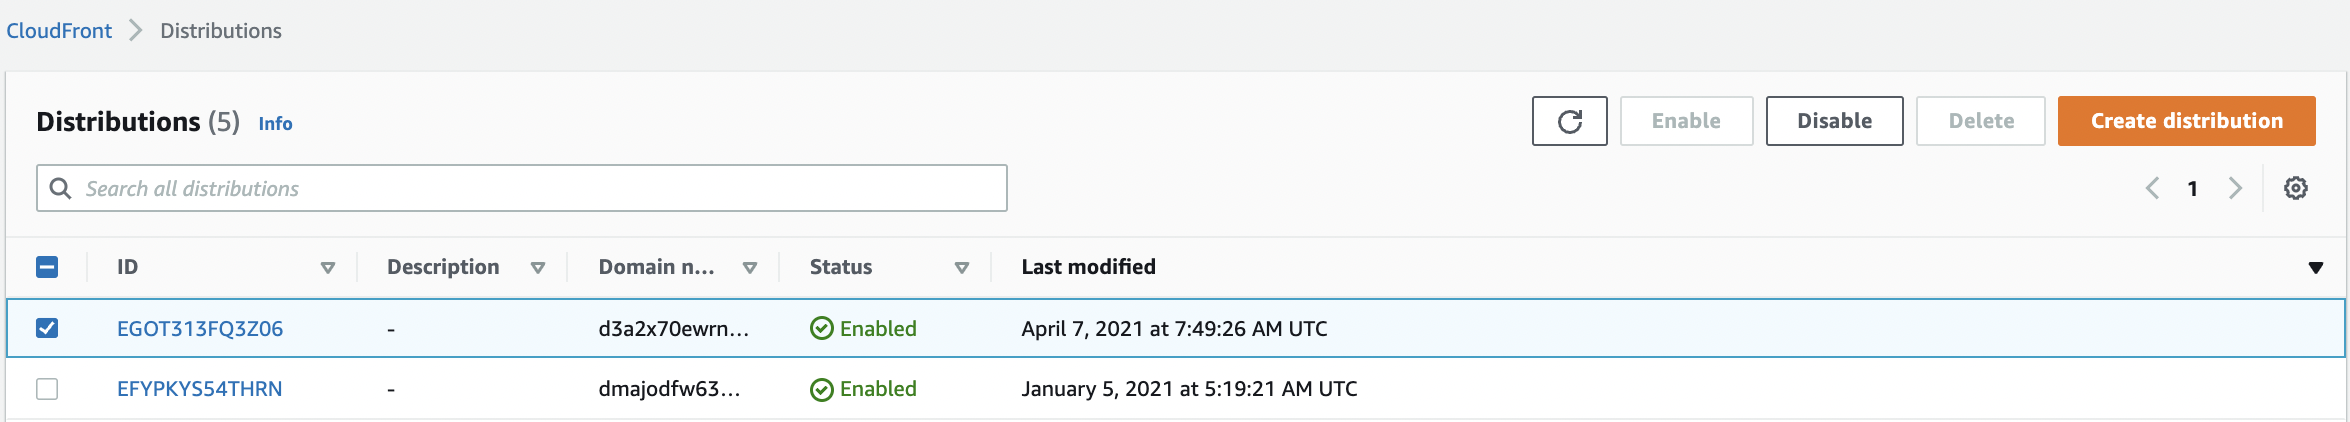 CloudFront Distributions
Distributions (5) Info
Enable Disable Delete Create distribution
Search all distributions
1
ID Description Domain n... Status Last modified
EGOT313FQ3Z06 - d3a2x70ewrn... Enabled April 7, 2021 at 7:49:26 AM UTC
EFYPKYS54THRN - dmajodfw63... Enabled January 5, 2021 at 5:19:21 AM UTC